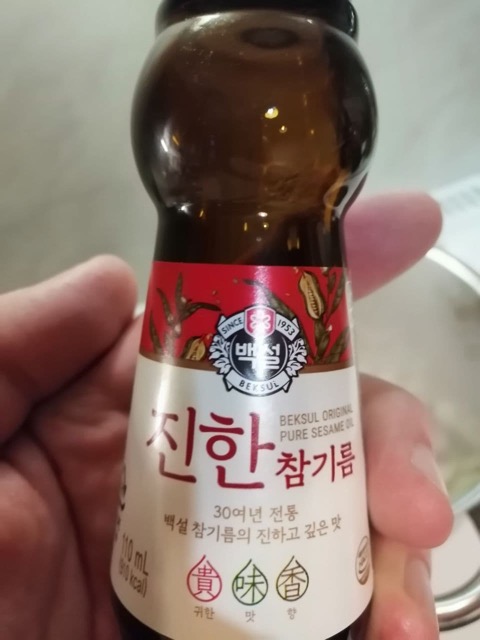 SINCE 1953
백설
BEKSUL
BEKSUL ORIGINAL
PURE SESAME OIL
진한
참기름
30여년 전통
백설 참기름의 진하고 깊은 맛
110 mL
貴 味 香
귀한 맛 향